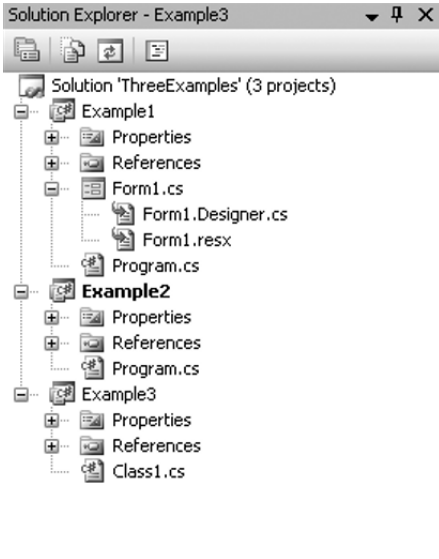 Solution Explorer - Example3
Solution 'ThreeExamples' (3 projects)
Example1
Properties
References
Form1.cs
Form1.Designer.cs
Form1.resx
Program.cs
Example2
Properties
References
Program.cs
Example3
Properties
References
Class1.cs